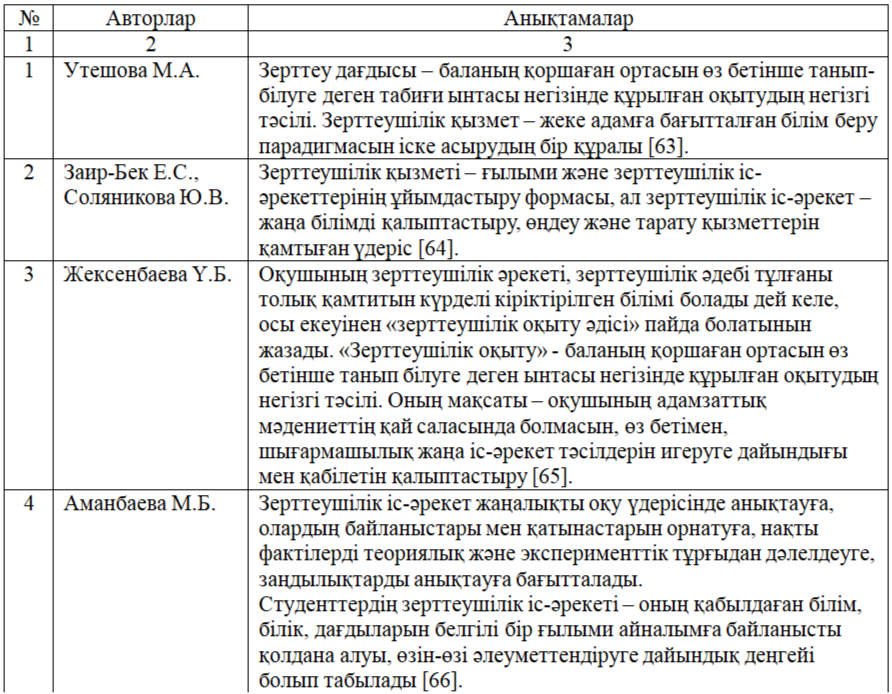 № Авторлар Анықтамалар
1 2 3
1 Утешова М.А. Зерттеу дағдысы – баланың қоршаған ортасын өз бетінше танып-
білуге деген табиғи ынтасы негізінде құрылған оқытудың негізгі
тәсілі. Зерттеушілік қызмет – жеке адамға бағытталған білім беру
парадигмасын іске асырудың бір құралы [63].
2 Заир-Бек Е.С., Зерттеушілік қызметі – ғылыми және зерттеушілік іс-
Соляникова Ю.В. әрекеттерінің ұйымдастыру формасы, ал зерттеушілік іс-әрекет –
жаңа білімді қалыптастыру, өңдеу және тарату қызметтерін
қамтыған үдеріс [64].
3 Жексенбаева Ү.Б. Оқушының зерттеушілік әрекеті, зерттеушілік әдебі тұлғаны
толық қамтитын күрделі кіріктірілген білімі болады дей келе,
осы екеуінен «зерттеушілік оқыту әдісі» пайда болатынын
жазады. «Зерттеушілік оқыту» - баланың қоршаған ортасын өз
бетінше танып білуге деген ынтасы негізінде құрылған оқытудың
негізгі тәсілі. Оның мақсаты – оқушының адамзаттық
мәдениеттің қай саласында болмасын, өз бетімен,
шығармашылық жаңа іс-әрекет тәсілдерін игеруге дайындығы
мен қабілетін қалыптастыру [65].
4 Аманбаева М.Б. Зерттеушілік іс-әрекет жаңалықты оқу үдерісінде анықтауға,
олардың байланыстары мен қатынастарын орнатуға, нақты
фактілерді теориялық және эксперименттік тұрғыдан дәлелдеуге,
заңдылықтарды анықтауға бағытталады.
Студенттердің зерттеушілік іс-әрекеті – оның қабылдаған білім,
білік, дағдыларын белгілі бір ғылыми айналымға байланысты
қолдана алуы, өзін-өзі әлеуметтендіруге дайындық деңгейі
болып табылады [66].